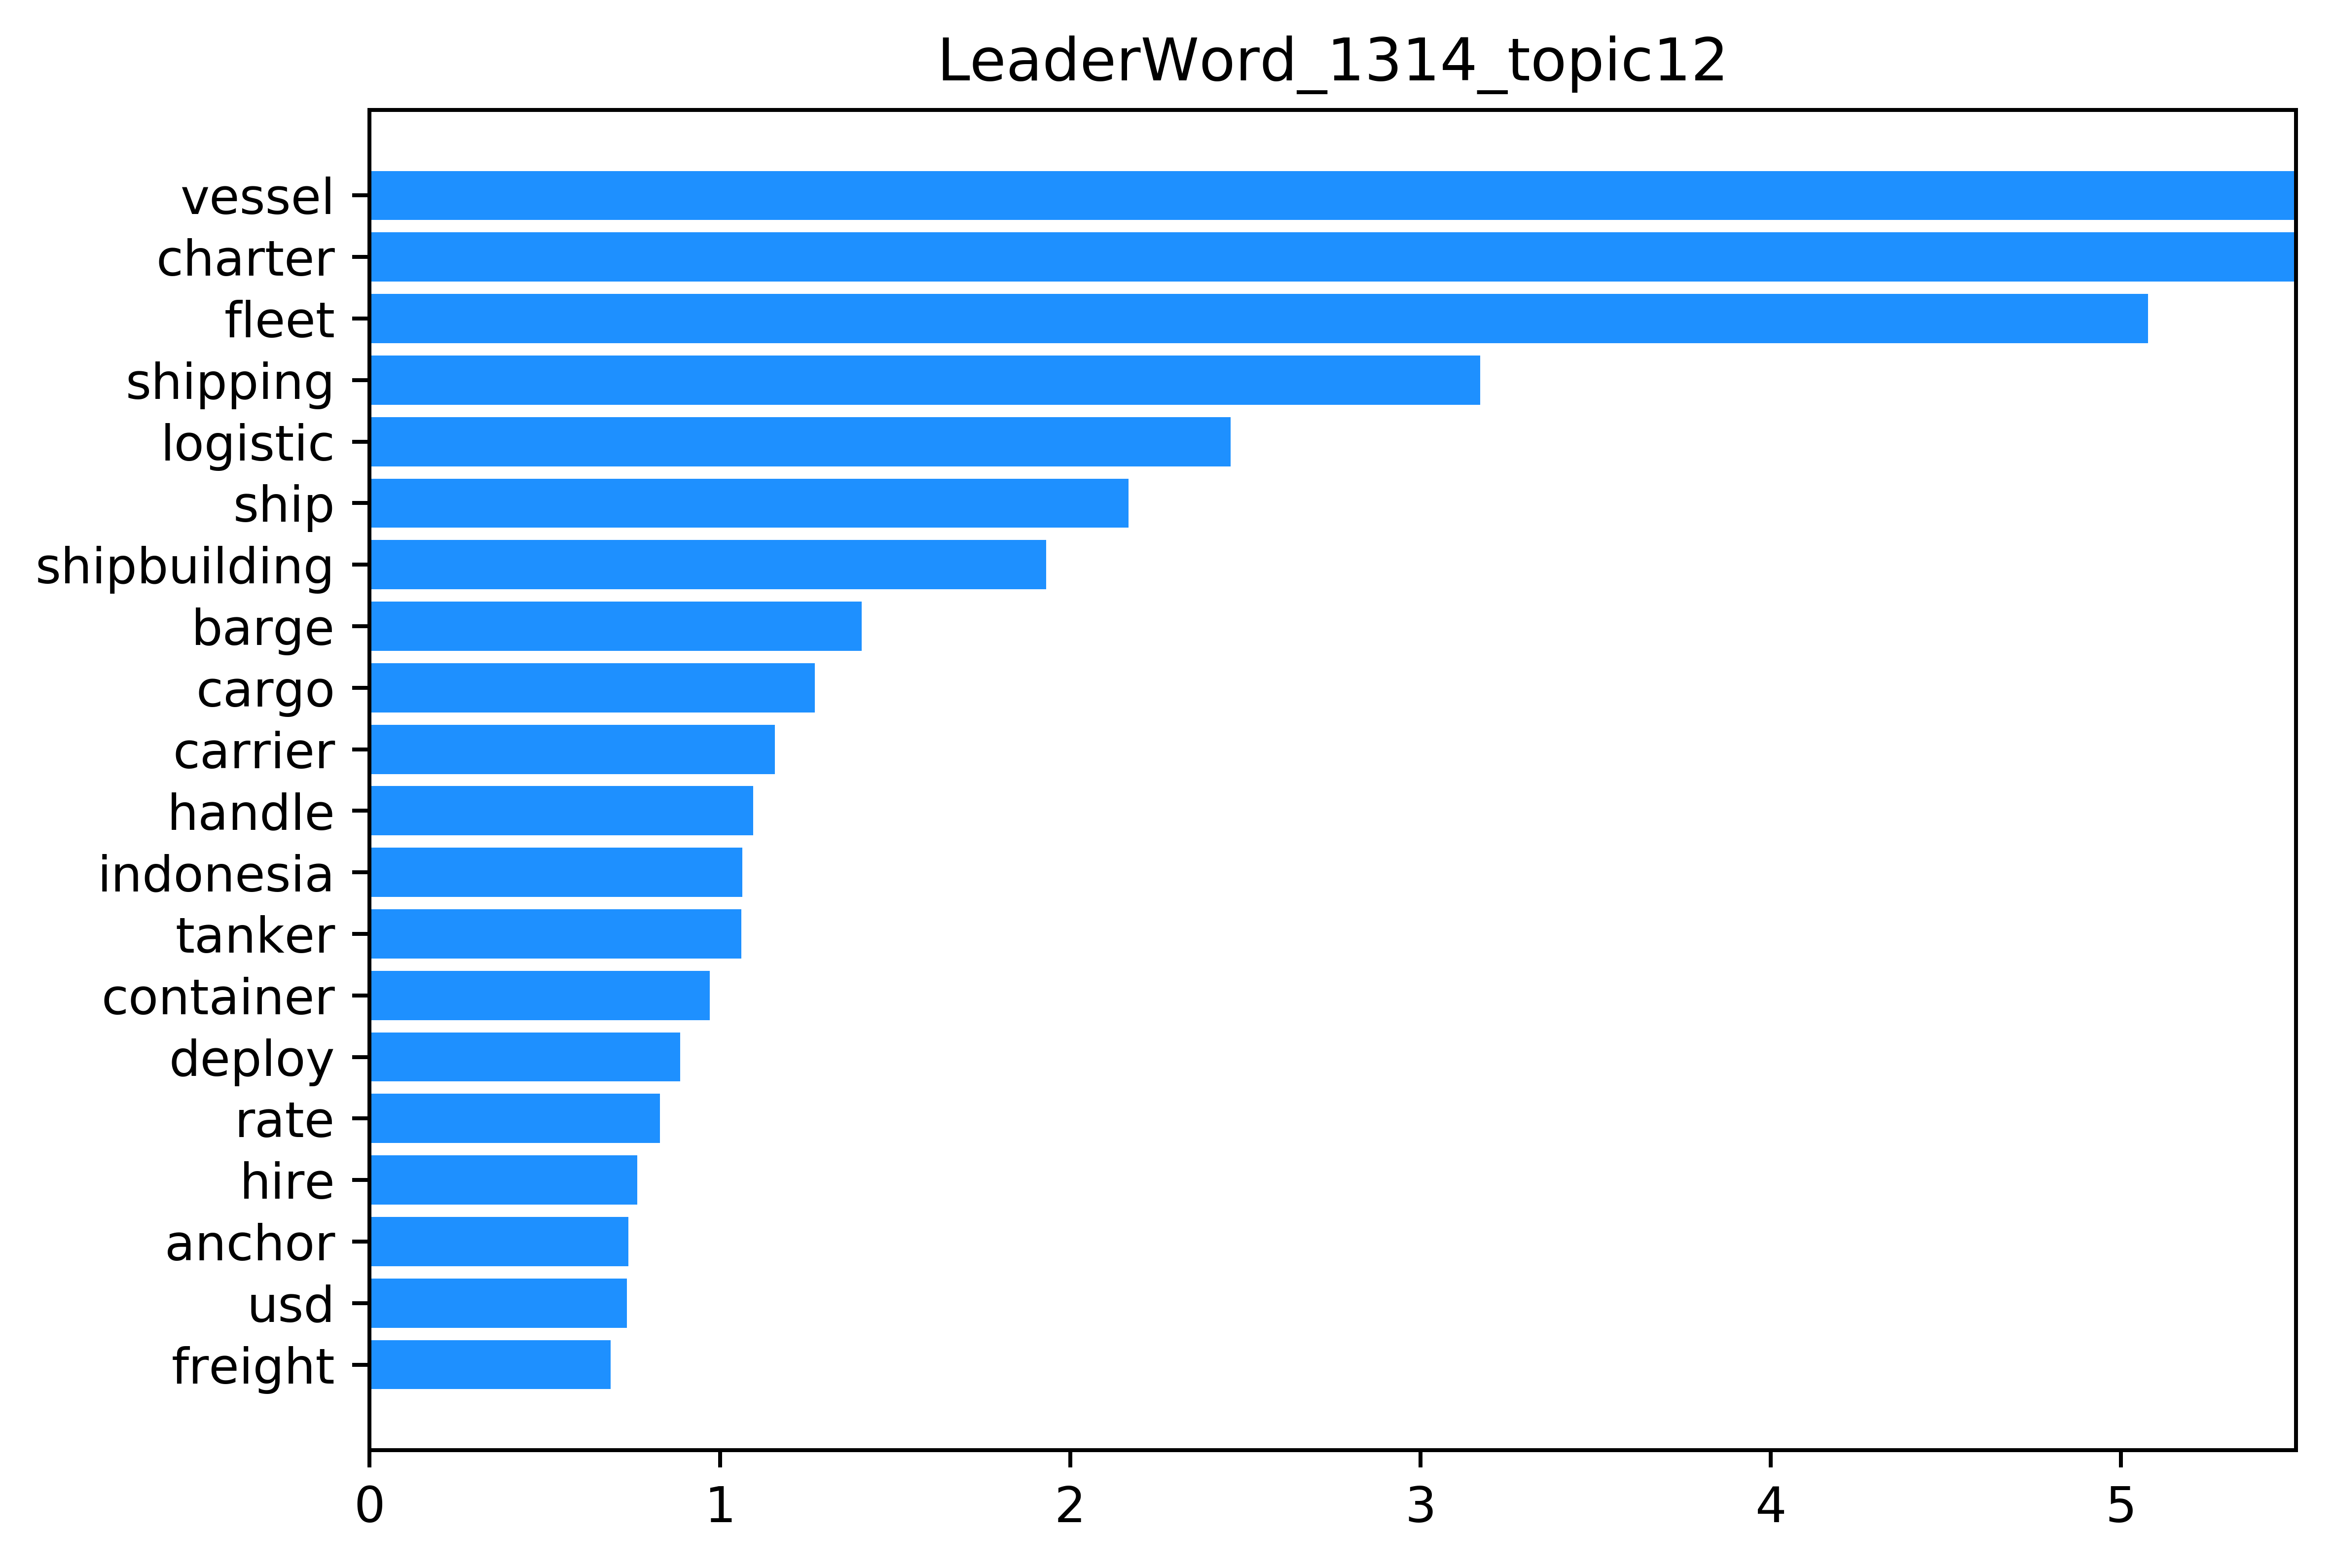 LeaderWord_1314_topic12
vessel
charter
fleet
shipping
logistic
ship
shipbuilding
barge
cargo
carrier
handle
indonesia
tanker
container
deploy
rate
hire
anchor
usd
freight
0 1 2 3 4 5